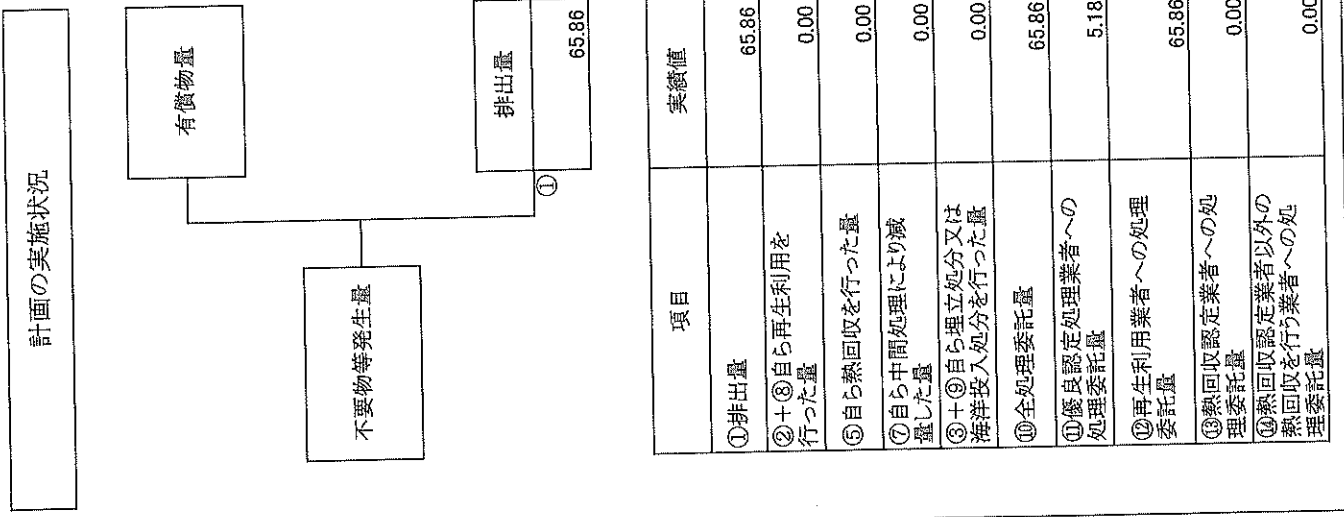 計画の実施状況
有償物量
不要物等発生量
排出量
①
65.86
項目 実績値
①排出量 65.86
②+⑧自ら再生利用を
行った量 0.00
⑤自ら熱回収を行った量 0.00
⑦自ら中間処理により減
量した量 0.00
③+⑨自ら埋立処分又は
海洋投入処分を行った量 0.00
⑩全処理委託量 65.86
⑪優良認定処理業者への
処理委託量 5.18
⑫再生利用業者への処理
委託量 65.86
⑬熱回収認定業者への処
理委託量 0.00
⑭熱回収認定業者以外の
熱回収を行う業者への処
理委託量 0.00